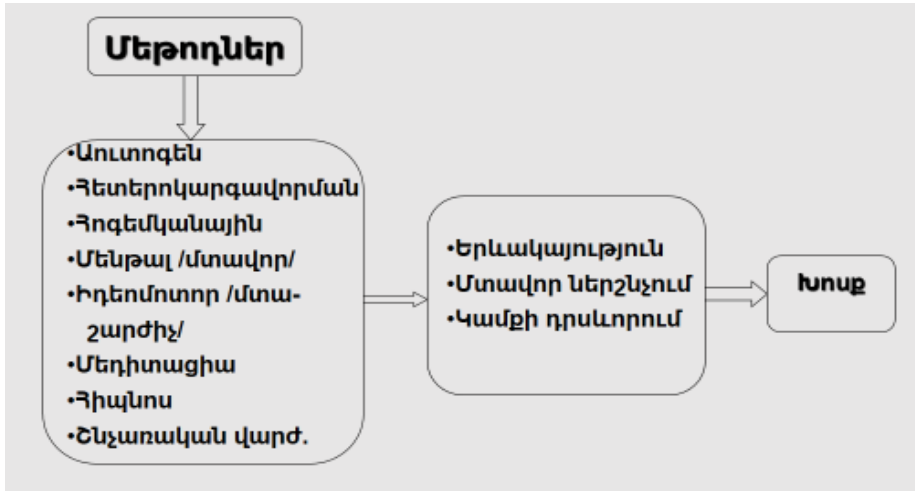 Մեթոդներ
•Աուտոգեն
•Հետերոկարգավորման
•Հոգեմկանային
•Մենթալ /մտավոր/
•Իդեոմոտոր /մտա-
շարժիչ/
•Մեդիտացիա
•Հիպնոս
•Շնչառական վարժ.
•Երևակայություն
•Մտավոր ներշնչում
•Կամքի դրսևորում
Խոսք